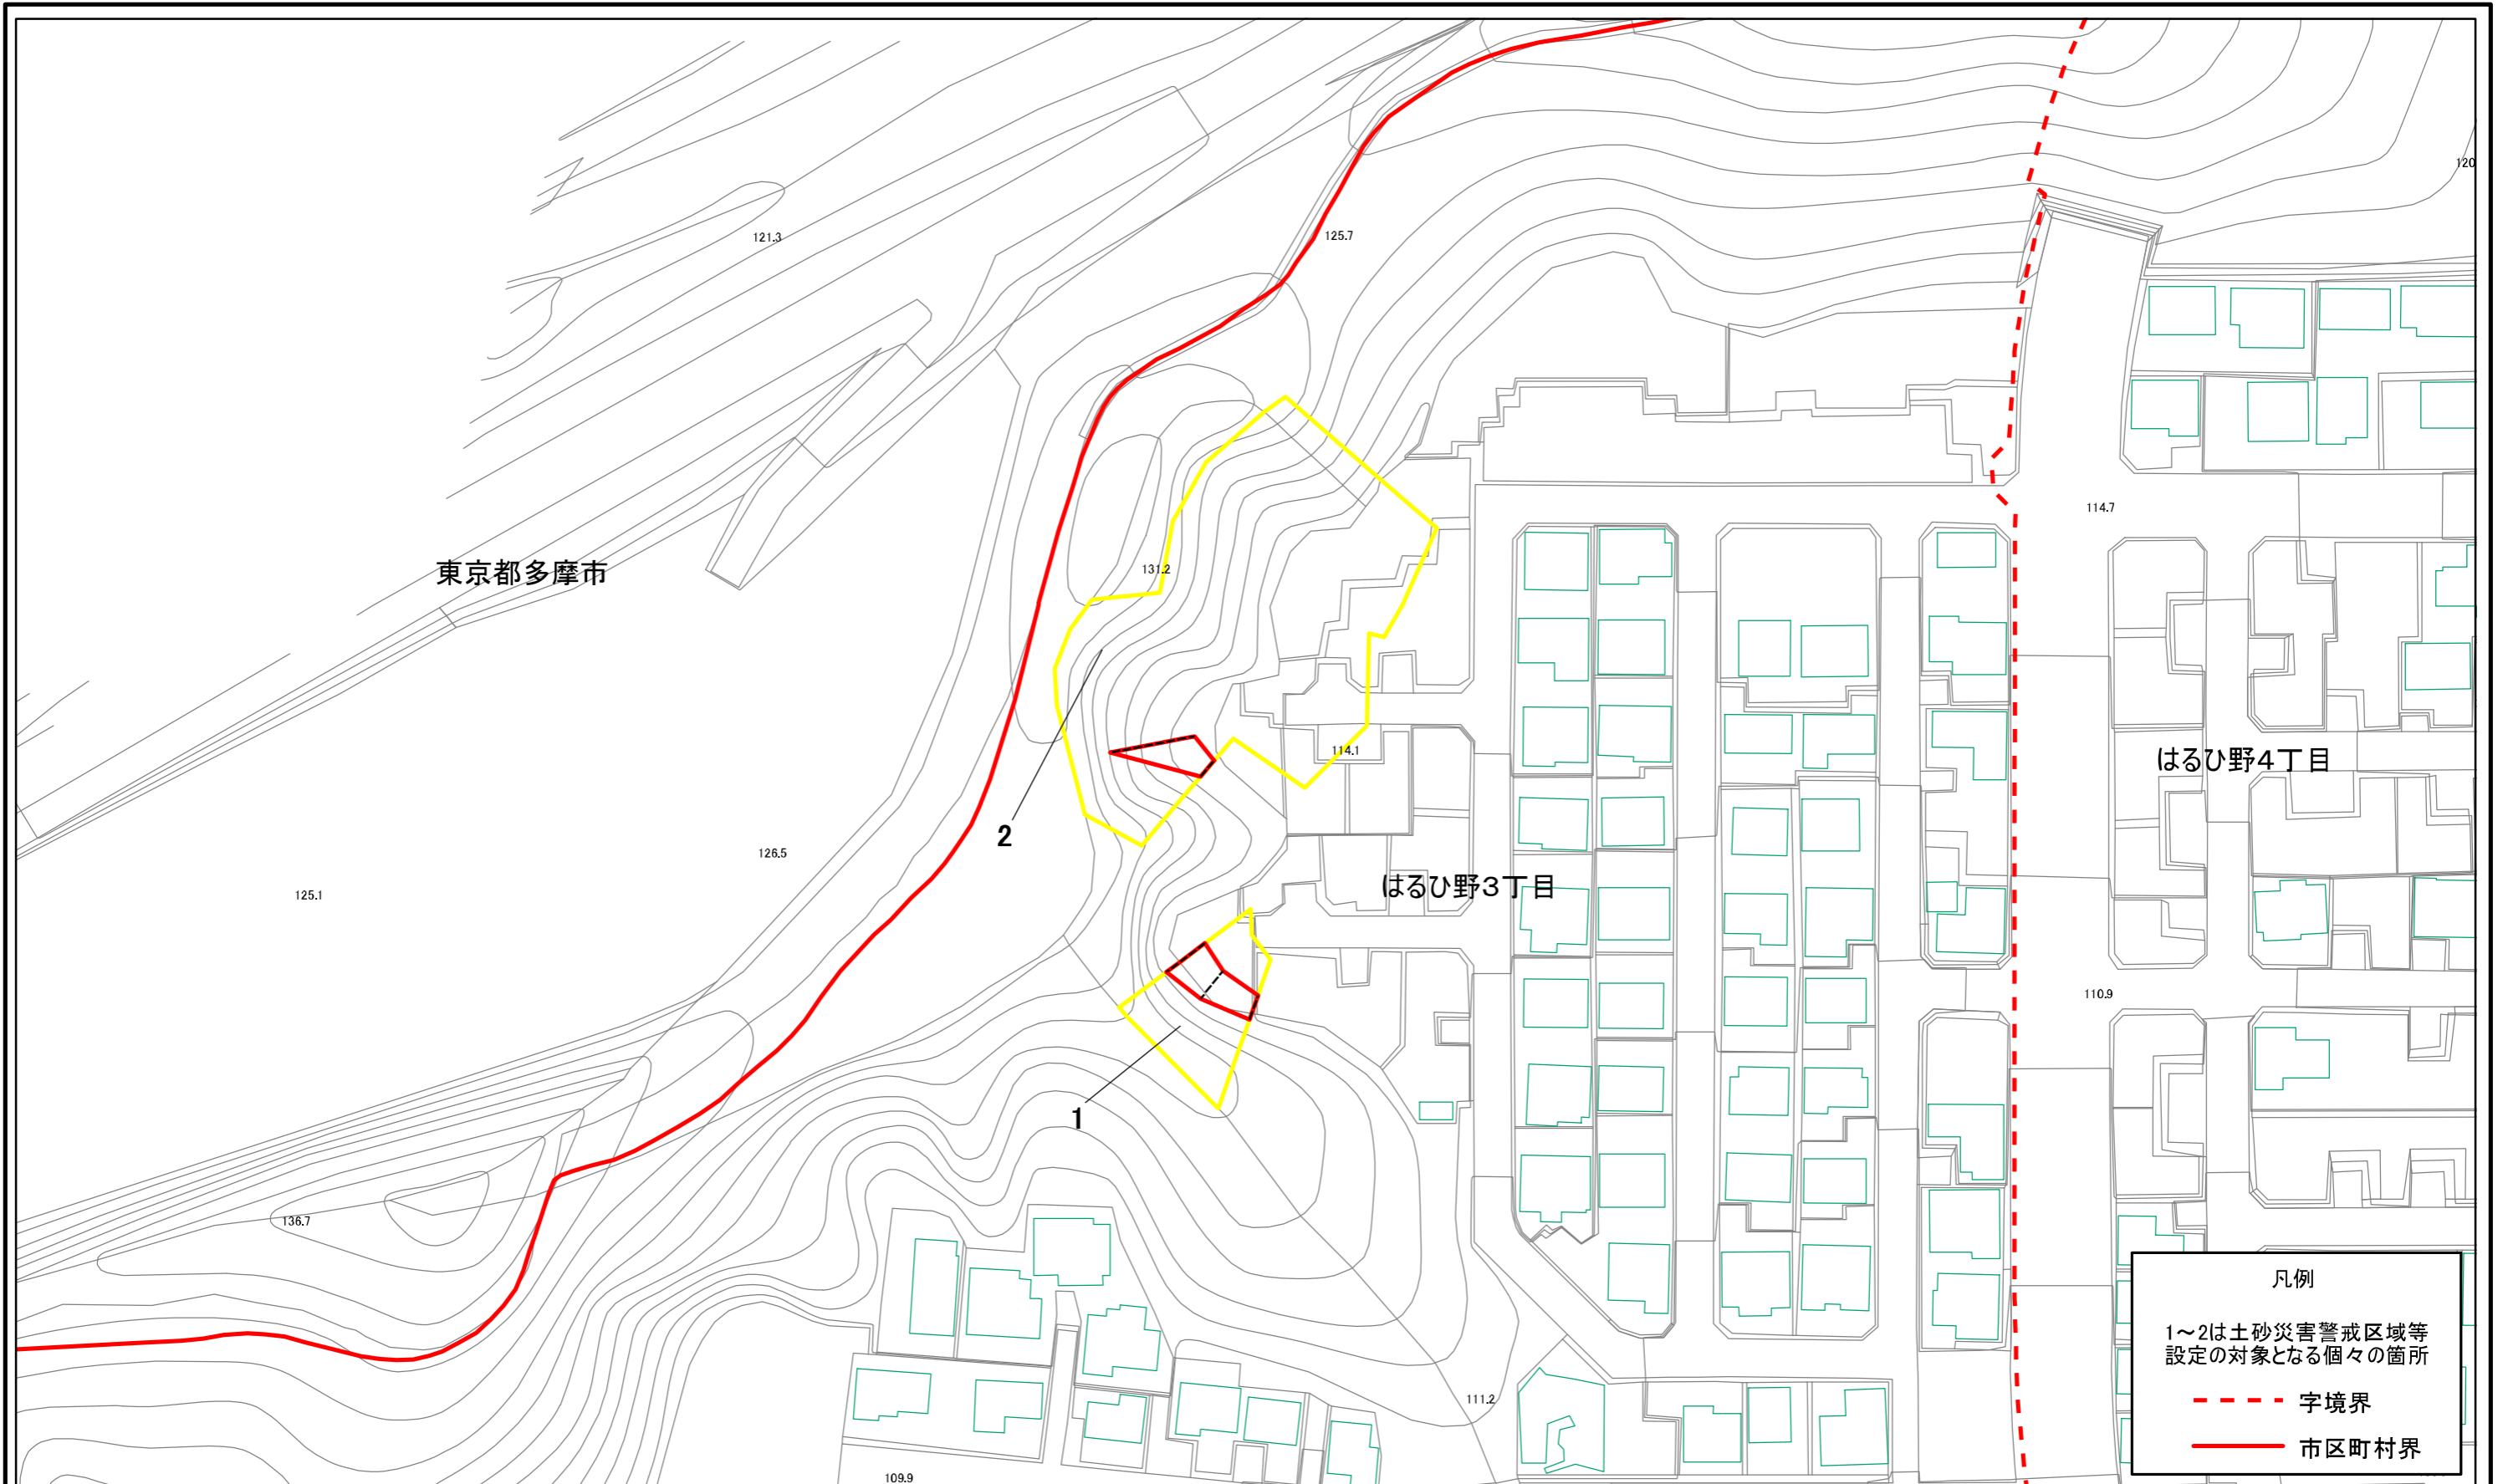 120
121.3
125.7
114.7
131.2
東京都多摩市
114.1
はるひ野4丁目
2
126.5
はるひ野3丁目
125.1
110.9
1
136.7
凡例
1～2は土砂災害警戒区域等
設定の対象となる個々の箇所
字境界
市区町村界
111.2
109.9